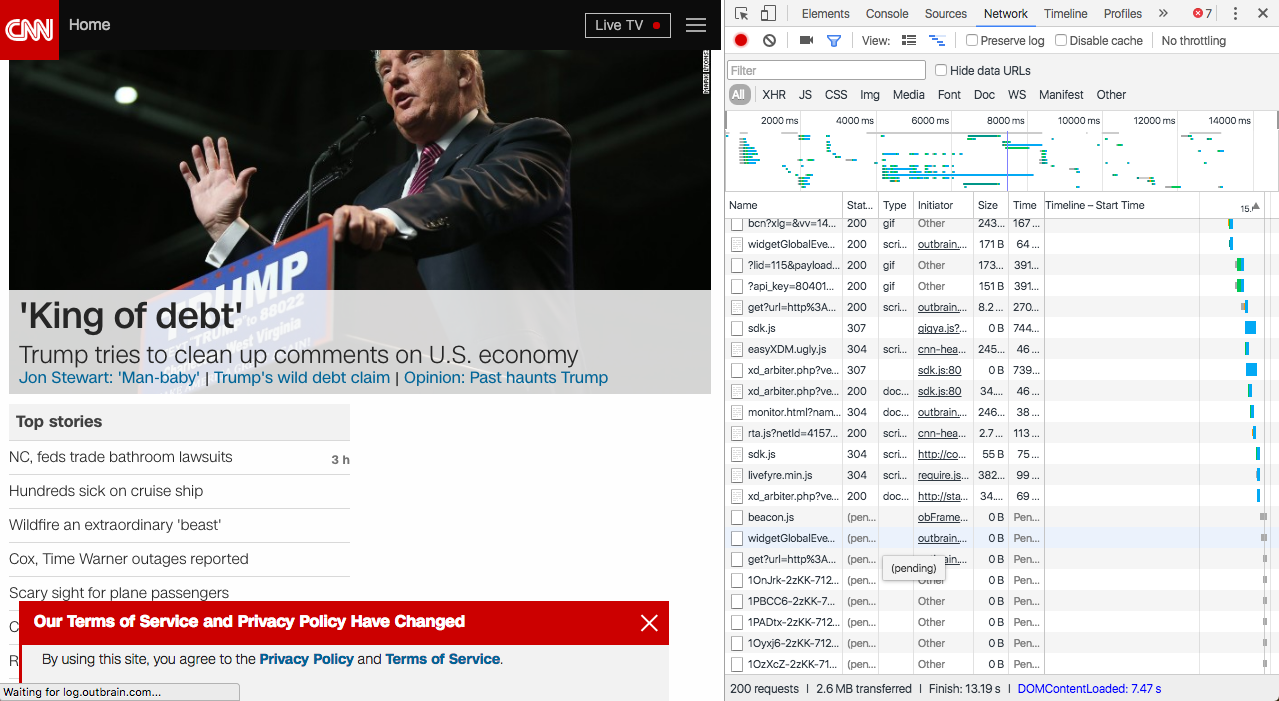 CNN
Home
Live TV
'King of debt'
Trump tries to clean up comments on U.S. economy
Jon Stewart: 'Man-baby' | Trump's wild debt claim | Opinion: Past haunts Trump
TRUMP
TO 88022
West Virginia
Top stories
NC, feds trade bathroom lawsuits 3 h
Hundreds sick on cruise ship
Wildfire an extraordinary 'beast'
Cox, Time Warner outages reported
Scary sight for plane passengers
C
R
Our Terms of Service and Privacy Policy Have Changed
By using this site, you agree to the Privacy Policy and Terms of Service.
Waiting for log.outbrain.com...
Elements Console Sources Network Timeline Profiles » 7
View: Preserve log Disable cache No throttling
Filter Hide data URLs
All XHR JS CSS Img Media Font Doc WS Manifest Other
2000 ms 4000 ms 6000 ms 8000 ms 10000 ms 12000 ms 14000 ms
Name Stat... Type Initiator Size Time Timeline – Start Time 15.
bcn?xlg=&vv=14... 200 gif Other 243... 167 ...
widgetGlobalEve... 200 scri... outbrain.... 171 B 64 ...
?lid=115&payload... 200 gif Other 173... 391...
?api_key=80401... 200 gif Other 151 B 391...
get?url=http%3A... 200 scri... outbrain.... 8.2 ... 270...
sdk.js 307 gigya.js?... 0 B 744...
easyXDM.ugly.js 304 scri... cnn-hea... 245... 46 ...
xd_arbiter.php?ve... 307 sdk.js:80 0 B 739...
xd_arbiter.php?ve... 200 doc... sdk.js:80 34.... 46 ...
monitor.html?nam... 304 doc... outbrain.... 246... 38 ...
rta.js?netId=4157... 200 scri... cnn-hea... 2.7 ... 113 ...
sdk.js 304 scri... http://co... 55 B 75 ...
livefyre.min.js 304 scri... require.js... 382... 99 ...
xd_arbiter.php?ve... 200 doc... http://sta... 34.... 69 ...
beacon.js (pen... obFrame... 0 B Pen...
widgetGlobalEve... (pen... outbrain.... 0 B Pen...
get?url=http%3A... (pen... 0 B Pen...
(pending)
1OnJrk-2zKK-712... (pen... Other 0 B Pen...
1PBCC6-2zKK-7... (pen... Other 0 B Pen...
1PADtx-2zKK-712... (pen... Other 0 B Pen...
1Oyxj6-2zKK-712... (pen... Other 0 B Pen...
1OzXcZ-2zKK-71... (pen... Other 0 B Pen...
200 requests | 2.6 MB transferred | Finish: 13.19 s | DOMContentLoaded: 7.47 s